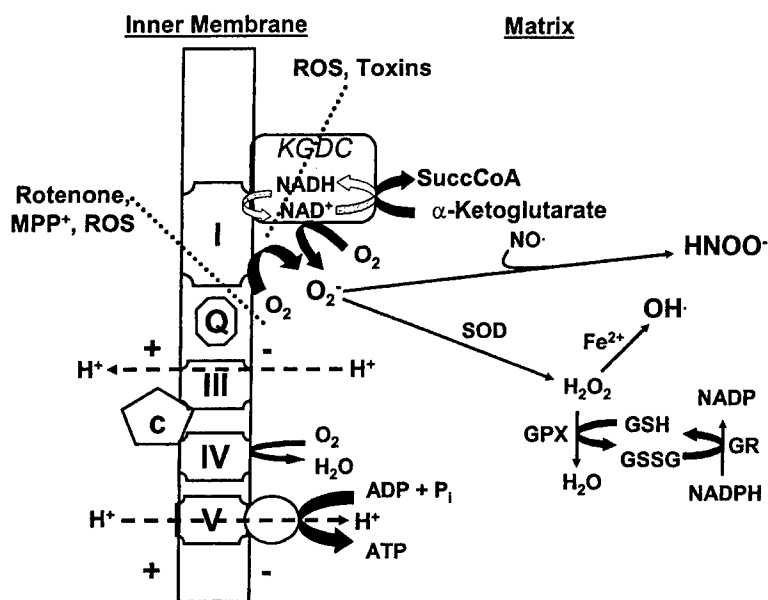 Inner Membrane
Matrix
ROS, Toxins
KGDC
NADH
NAD⁺
SuccCoA
α-Ketoglutarate
Rotenone,
MPP⁺, ROS
I
O₂
O₂
O₂⁻
NO·
HNOO⁻
OH·
Q
SOD
Fe²⁺
+
-
H⁺
H⁺
III
H₂O₂
NADP
c
GPX
GSH
GSSG
GR
IV
O₂
H₂O
H₂O
NADPH
ADP + Pᵢ
H⁺
V
H⁺
ATP
+
-